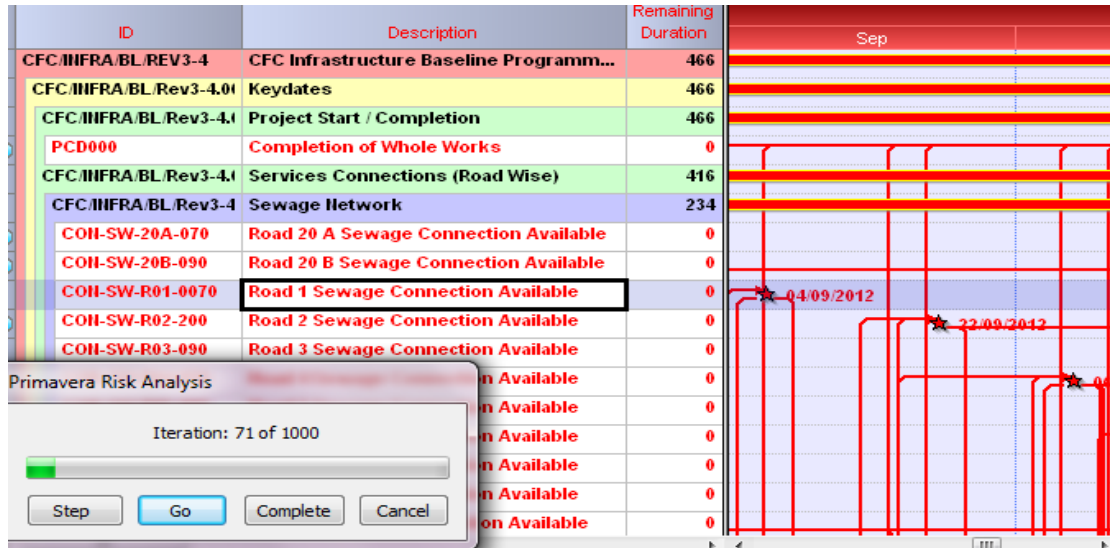 ID Description Remaining Duration Sep
CFC/INFRA/BL/REV3-4 CFC Infrastructure Baseline Programm... 466
CFC/INFRA/BL/Rev3-4.0( Keydates 466
CFC/INFRA/BL/Rev3-4.( Project Start / Completion 466
PCD000 Completion of Whole Works 0
CFC/INFRA/BL/Rev3-4.( Services Connections (Road Wise) 416
CFC/INFRA/BL/Rev3-4 Sewage Network 234
CON-SW-20A-070 Road 20 A Sewage Connection Available 0
CON-SW-20B-090 Road 20 B Sewage Connection Available 0
CON-SW-R01-0070 Road 1 Sewage Connection Available 0 04/09/2012
CON-SW-R02-200 Road 2 Sewage Connection Available 0 22/09/2012
CON-SW-R03-090 Road 3 Sewage Connection Available 0
n Available 0
n Available 0
n Available 0
n Available 0
n Available 0
on Available 0
Primavera Risk Analysis
Iteration: 71 of 1000
Step Go Complete Cancel